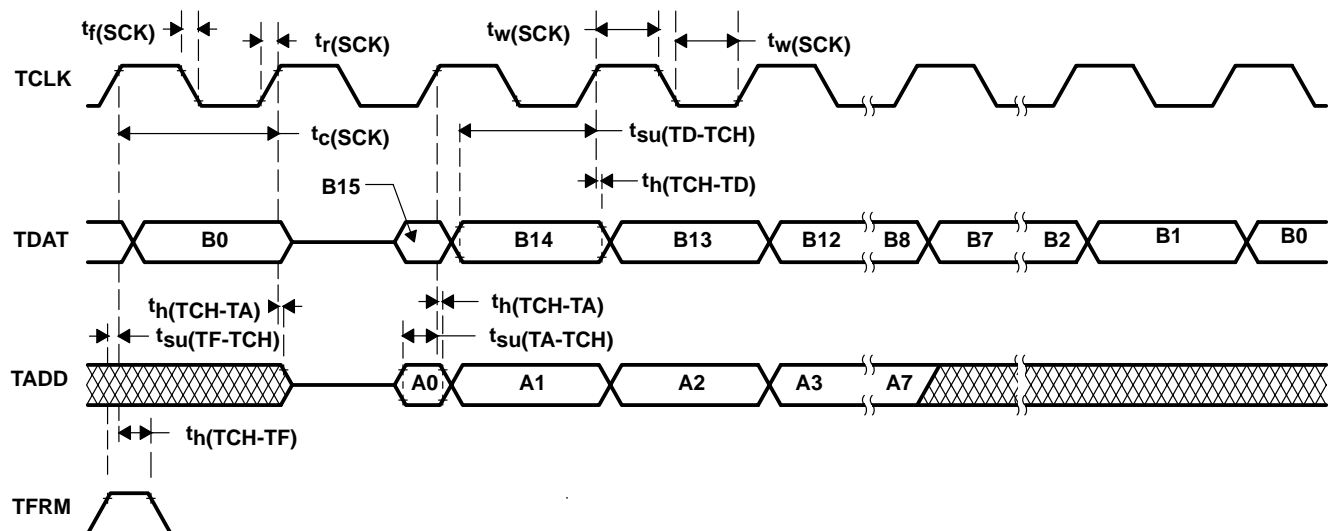 tf(SCK)
tr(SCK)
tw(SCK)
tw(SCK)
TCLK
tc(SCK)
tsu(TD-TCH)
B15
th(TCH-TD)
TDAT
B0
B14
B13
B12
B8
B7
B2
B1
B0
th(TCH-TA)
th(TCH-TA)
tsu(TF-TCH)
tsu(TA-TCH)
TADD
A0
A1
A2
A3
A7
th(TCH-TF)
TFRM